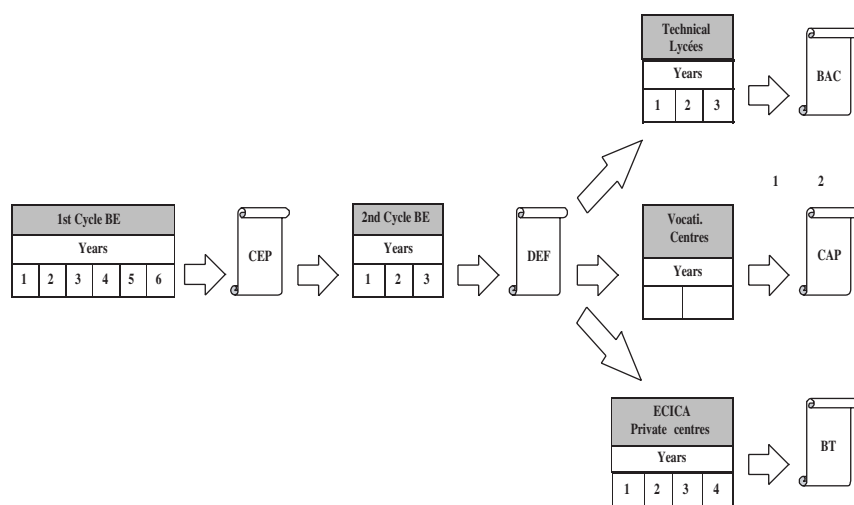 Technical
Lycées
Years
1 2 3
BAC
1 2
1st Cycle BE
Years
1 2 3 4 5 6
CEP
2nd Cycle BE
Years
1 2 3
DEF
Vocati.
Centres
Years
CAP
ECICA
Private centres
Years
1 2 3 4
BT